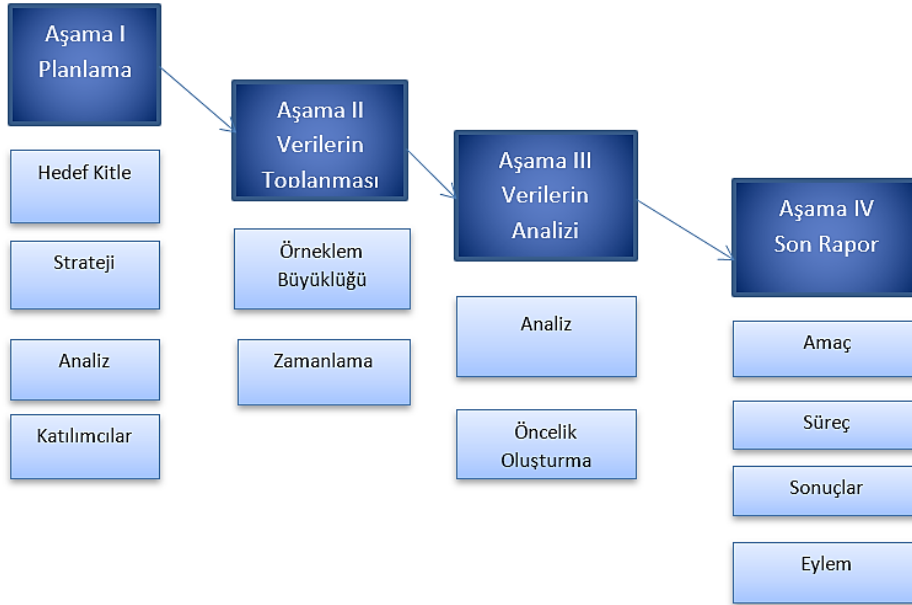 Aşama I
Planlama
Hedef Kitle
Strateji
Analiz
Katılımcılar
Aşama II
Verilerin
Toplanması
Örneklem
Büyüklüğü
Zamanlama
Aşama III
Verilerin
Analizi
Analiz
Öncelik
Oluşturma
Aşama IV
Son Rapor
Amaç
Süreç
Sonuçlar
Eylem